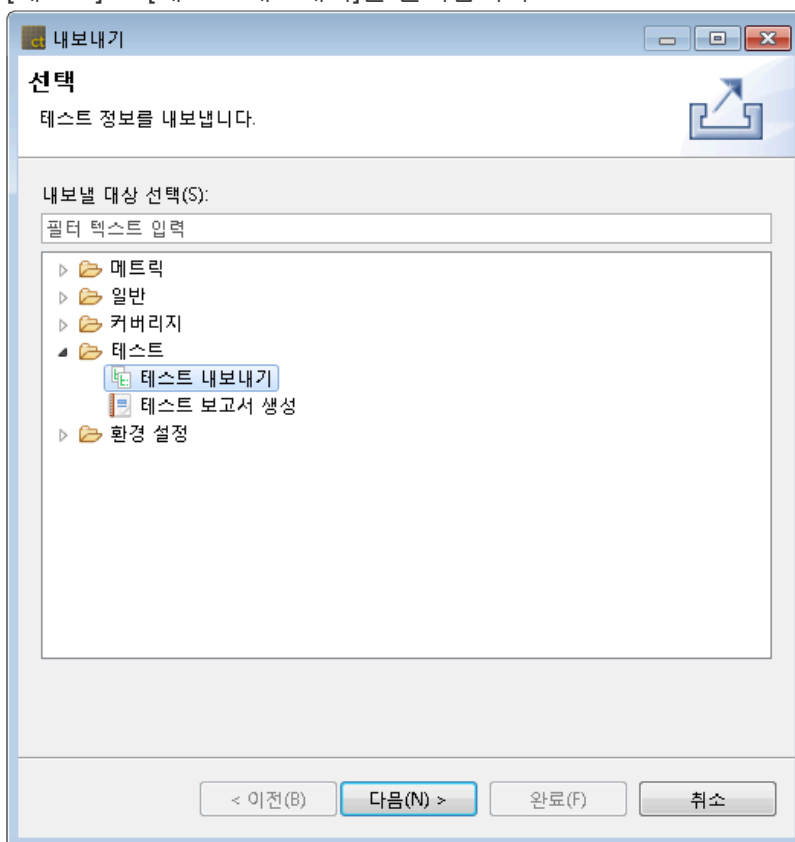 ct 내보내기
선택
테스트 정보를 내보냅니다.
내보낼 대상 선택(S):
필터 텍스트 입력
메트릭
일반
커버리지
테스트
테스트 내보내기
테스트 보고서 생성
환경 설정
< 이전(B) 다음(N) > 완료(F) 취소